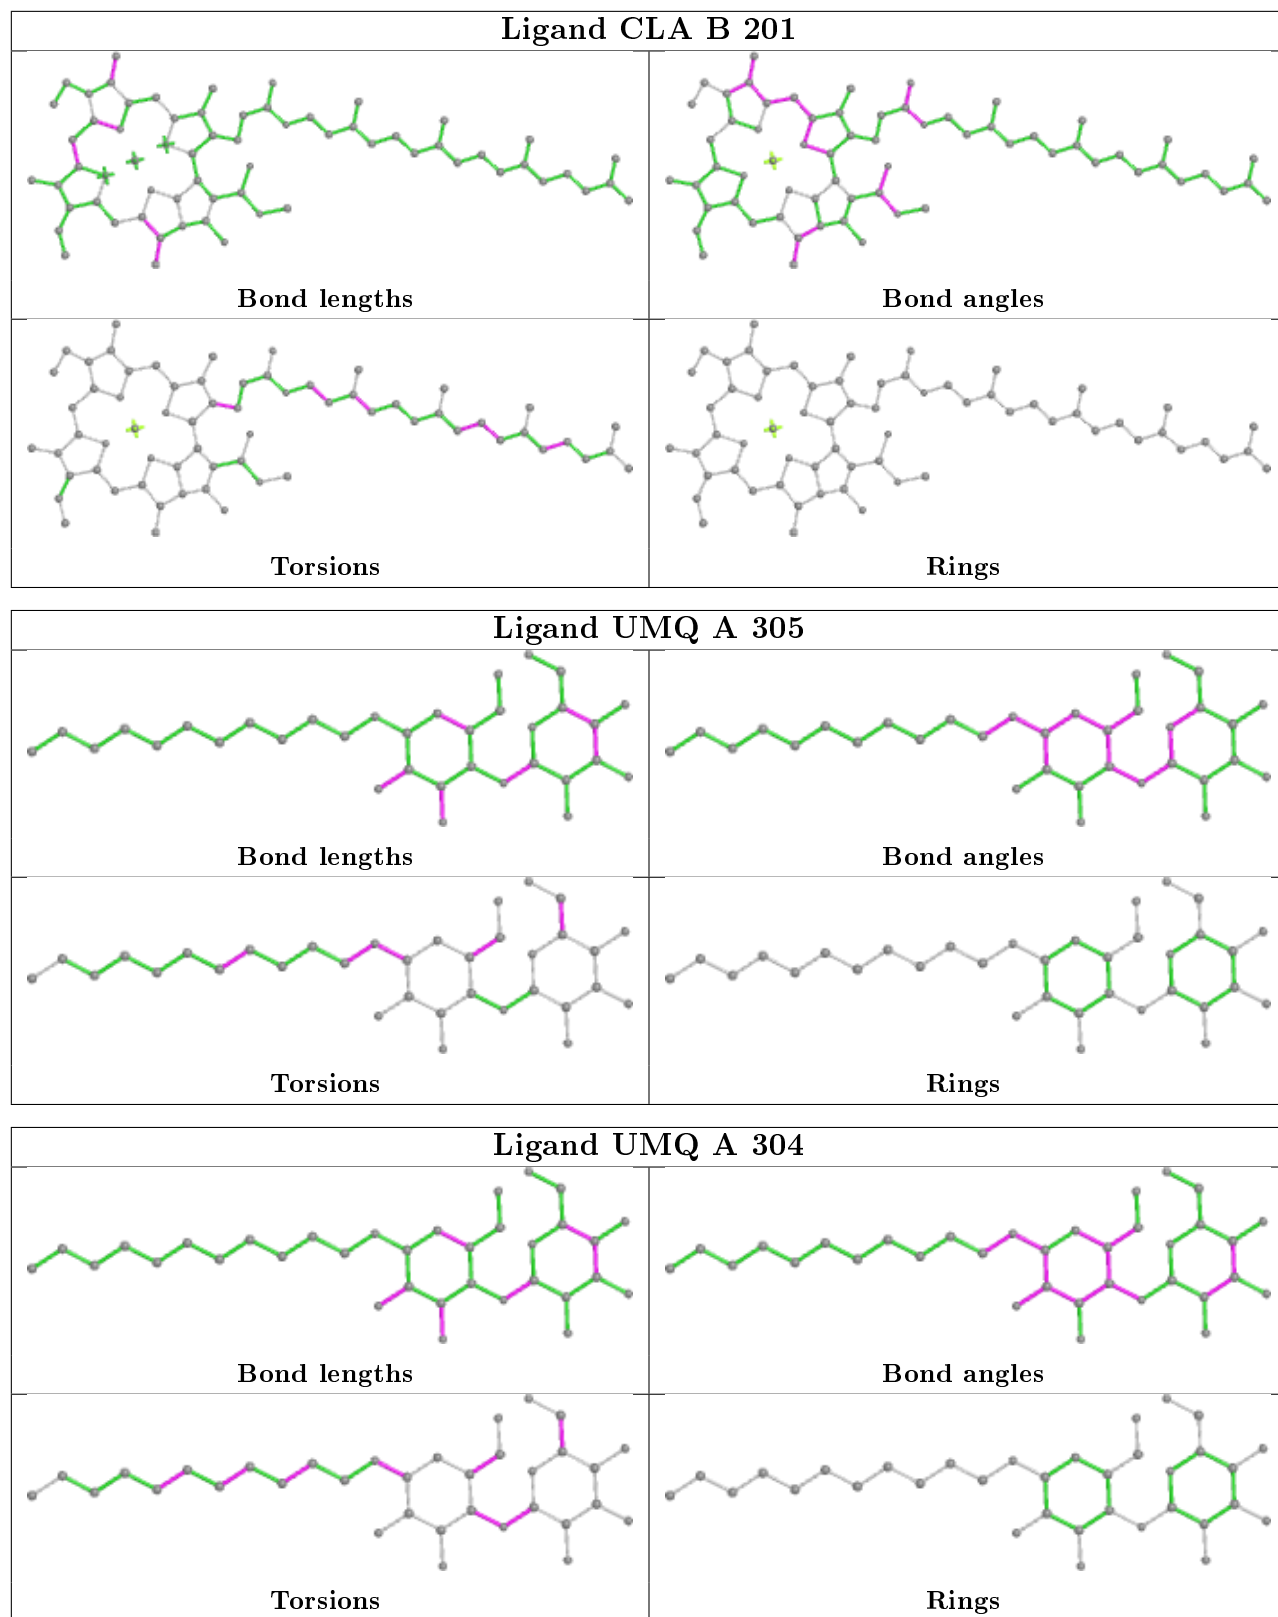 Ligand CLA B 201
Bond lengths
Bond angles
Torsions
Rings
Ligand UMQ A 305
Bond lengths
Bond angles
Torsions
Rings
Ligand UMQ A 304
Bond lengths
Bond angles
Torsions
Rings